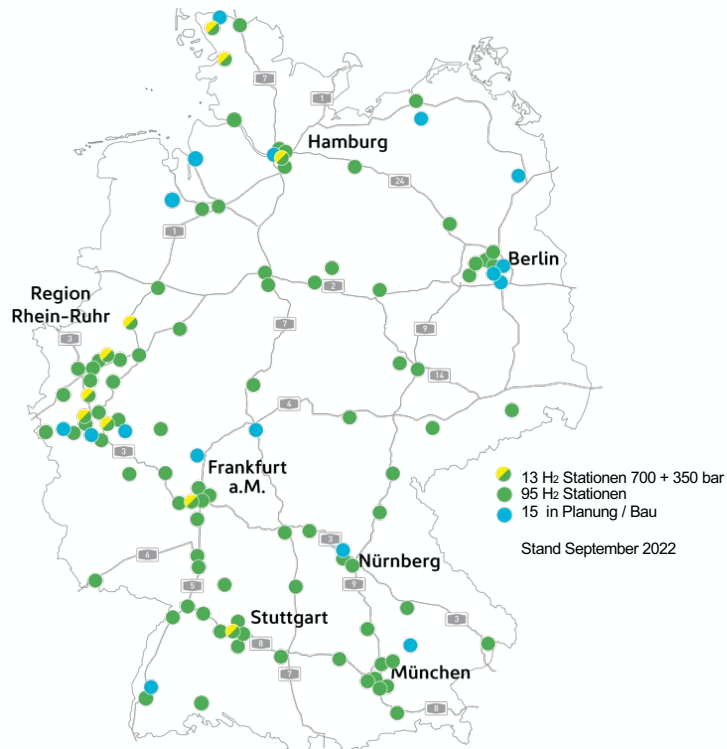 7
1
Hamburg
24
1
Berlin
2
Region
Rhein-Ruhr
3
7
9
14
4
3
Frankfurt
a.M.
13 H2 Stationen 700 + 350 bar
95 H2 Stationen
15 in Planung / Bau
Stand September 2022
3
6
Nürnberg
5
9
Stuttgart
3
8
7
München
8